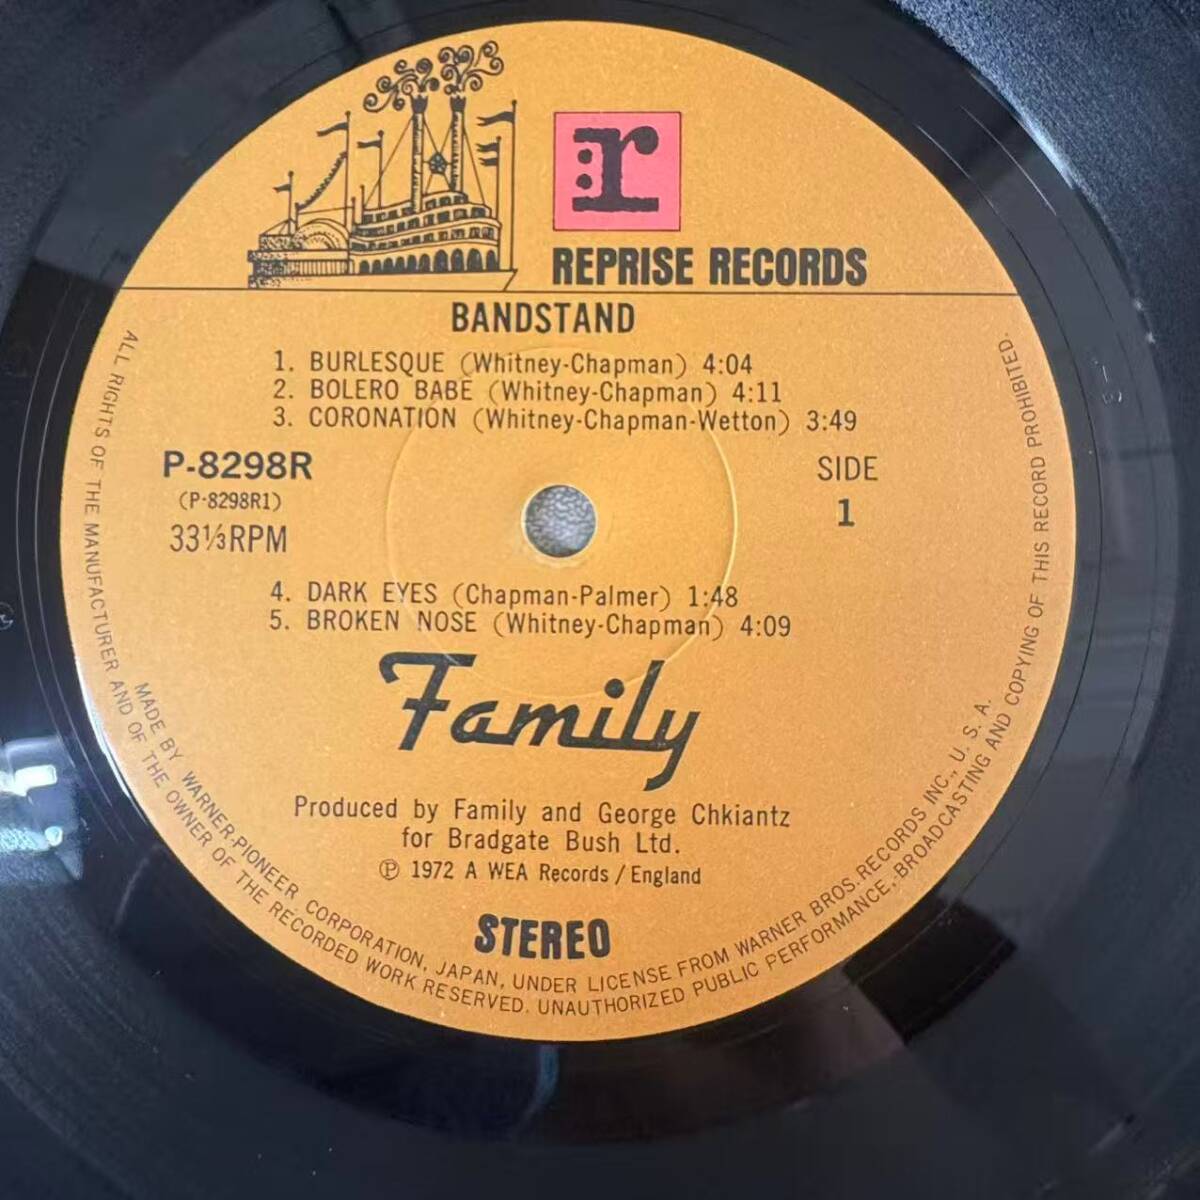 r
REPRISE RECORDS
BANDSTAND
1. BURLESQUE (Whitney-Chapman) 4:04
2. BOLERO BABE (Whitney-Chapman) 4:11
3. CORONATION (Whitney-Chapman-Wetton) 3:49
P-8298R
(P-8298R1)
33⅓RPM
SIDE
1
4. DARK EYES (Chapman-Palmer) 1:48
5. BROKEN NOSE (Whitney-Chapman) 4:09
Family
Produced by Family and George Chkiantz
for Bradgate Bush Ltd.
℗ 1972 A WEA Records / England
STEREO
MADE BY WARNER-PIONEER CORPORATION, JAPAN, UNDER LICENSE FROM WARNER BROS. RECORDS INC., U. S. A.
ALL RIGHTS OF THE MANUFACTURER AND OF THE OWNER OF THE RECORDED WORK RESERVED. UNAUTHORIZED PUBLIC PERFORMANCE, BROADCASTING AND COPYING OF THIS RECORD PROHIBITED.